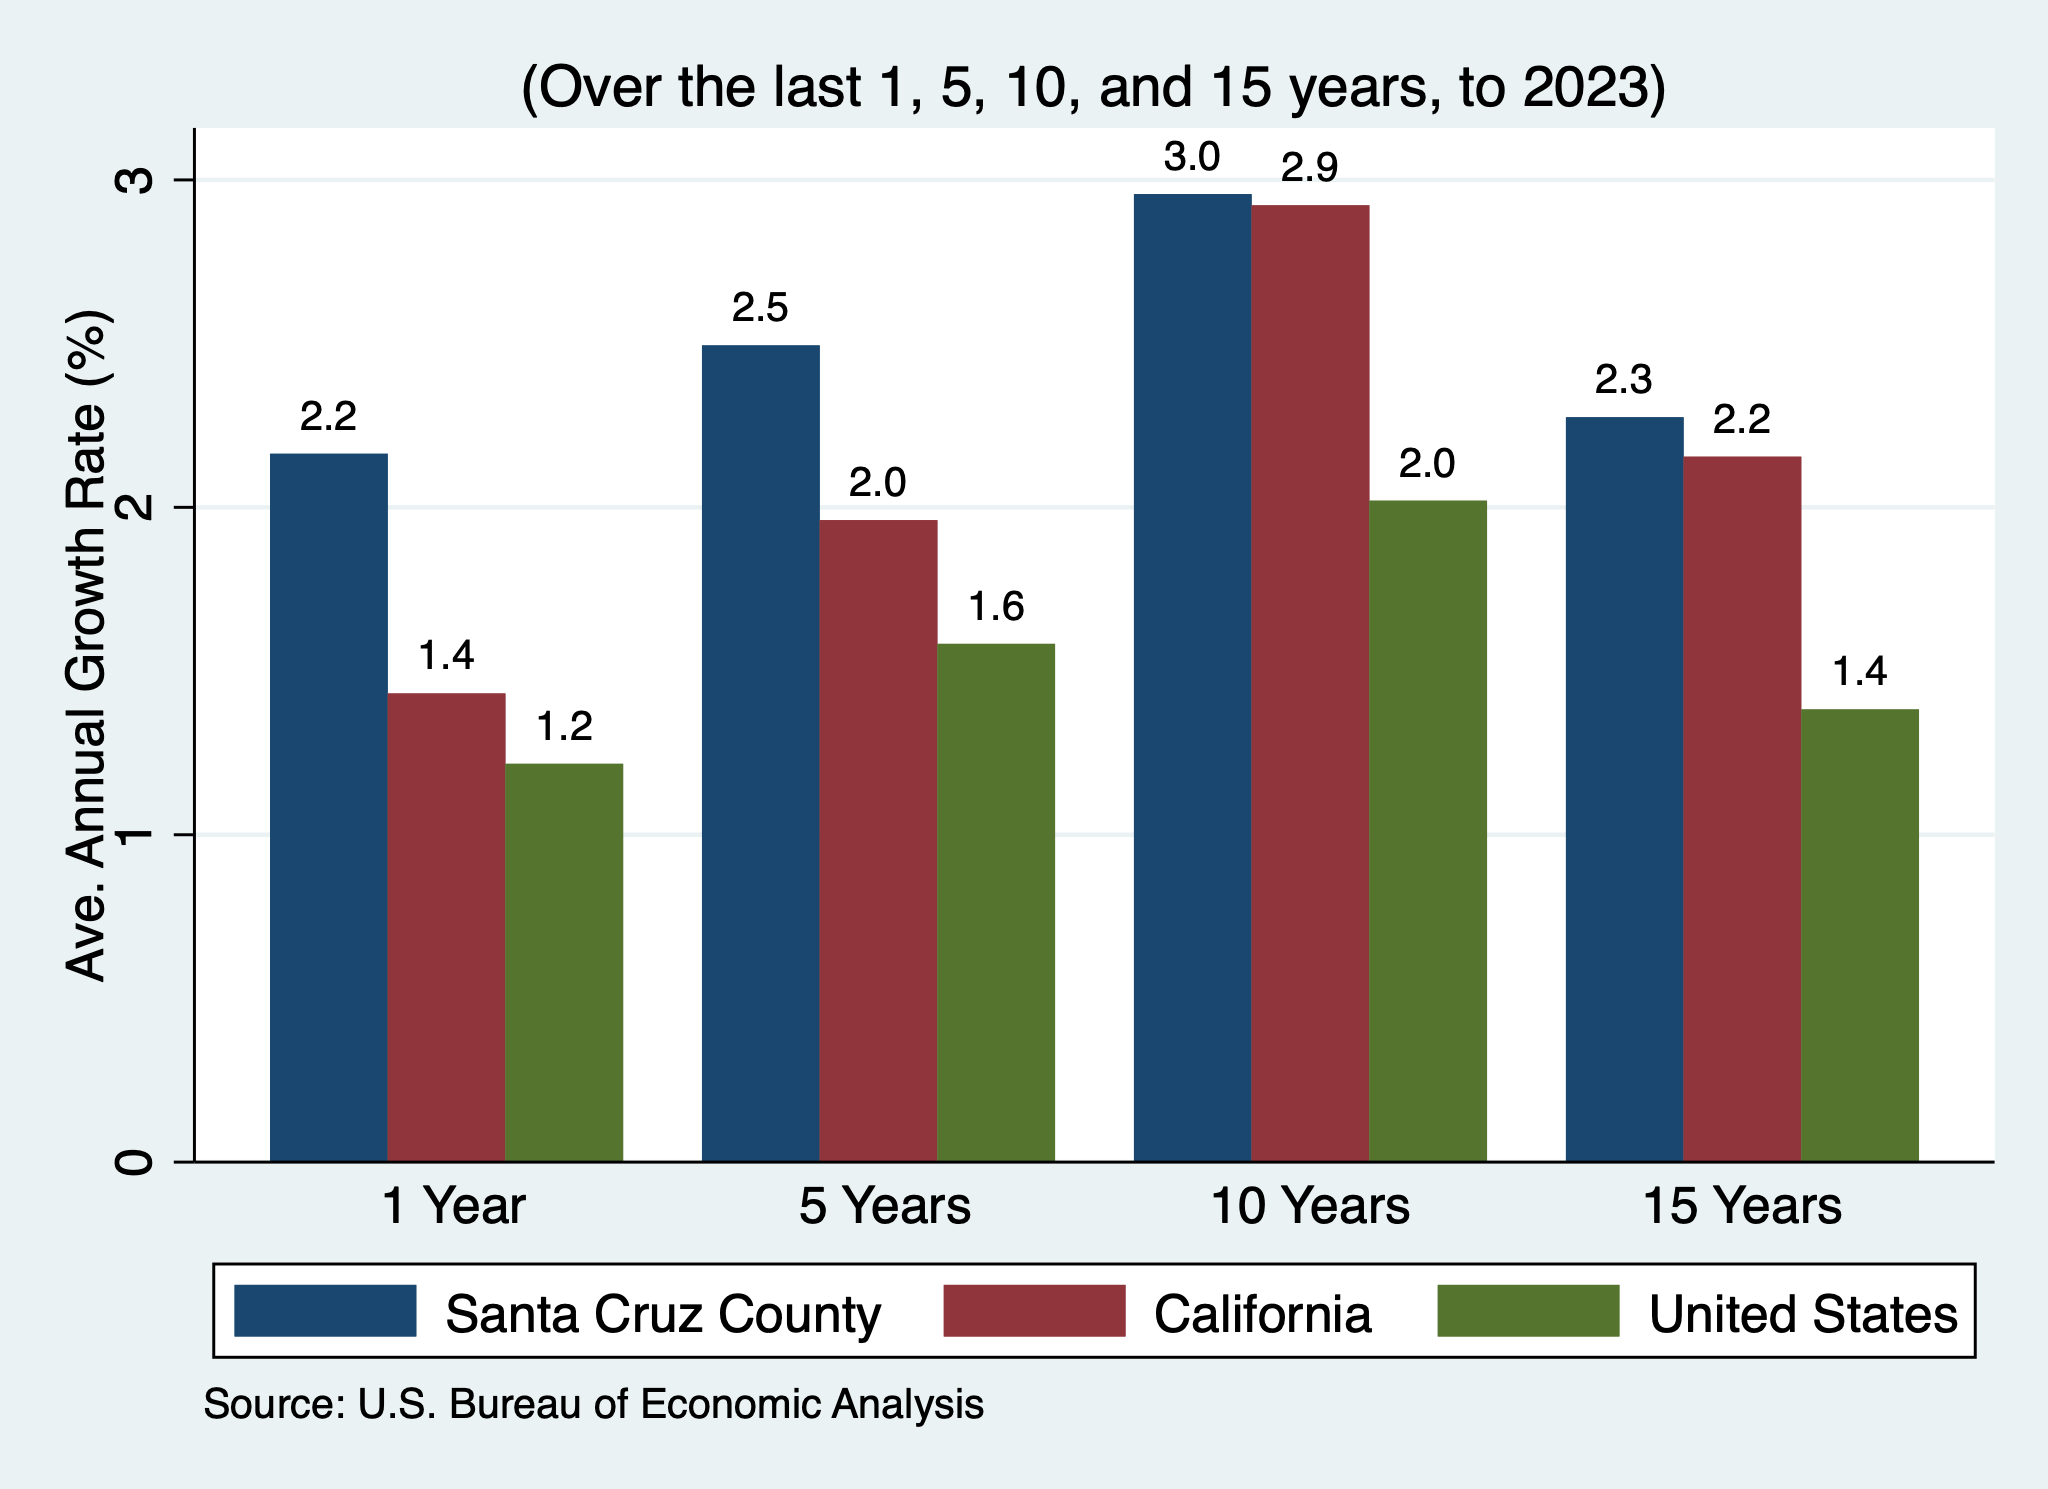 (Over the last 1, 5, 10, and 15 years, to 2023)
Ave. Annual Growth Rate (%)
3
2
1
0
2.2
1.4
1.2
2.5
2.0
1.6
3.0
2.9
2.0
2.3
2.2
1.4
1 Year
5 Years
10 Years
15 Years
Santa Cruz County
California
United States
Source: U.S. Bureau of Economic Analysis